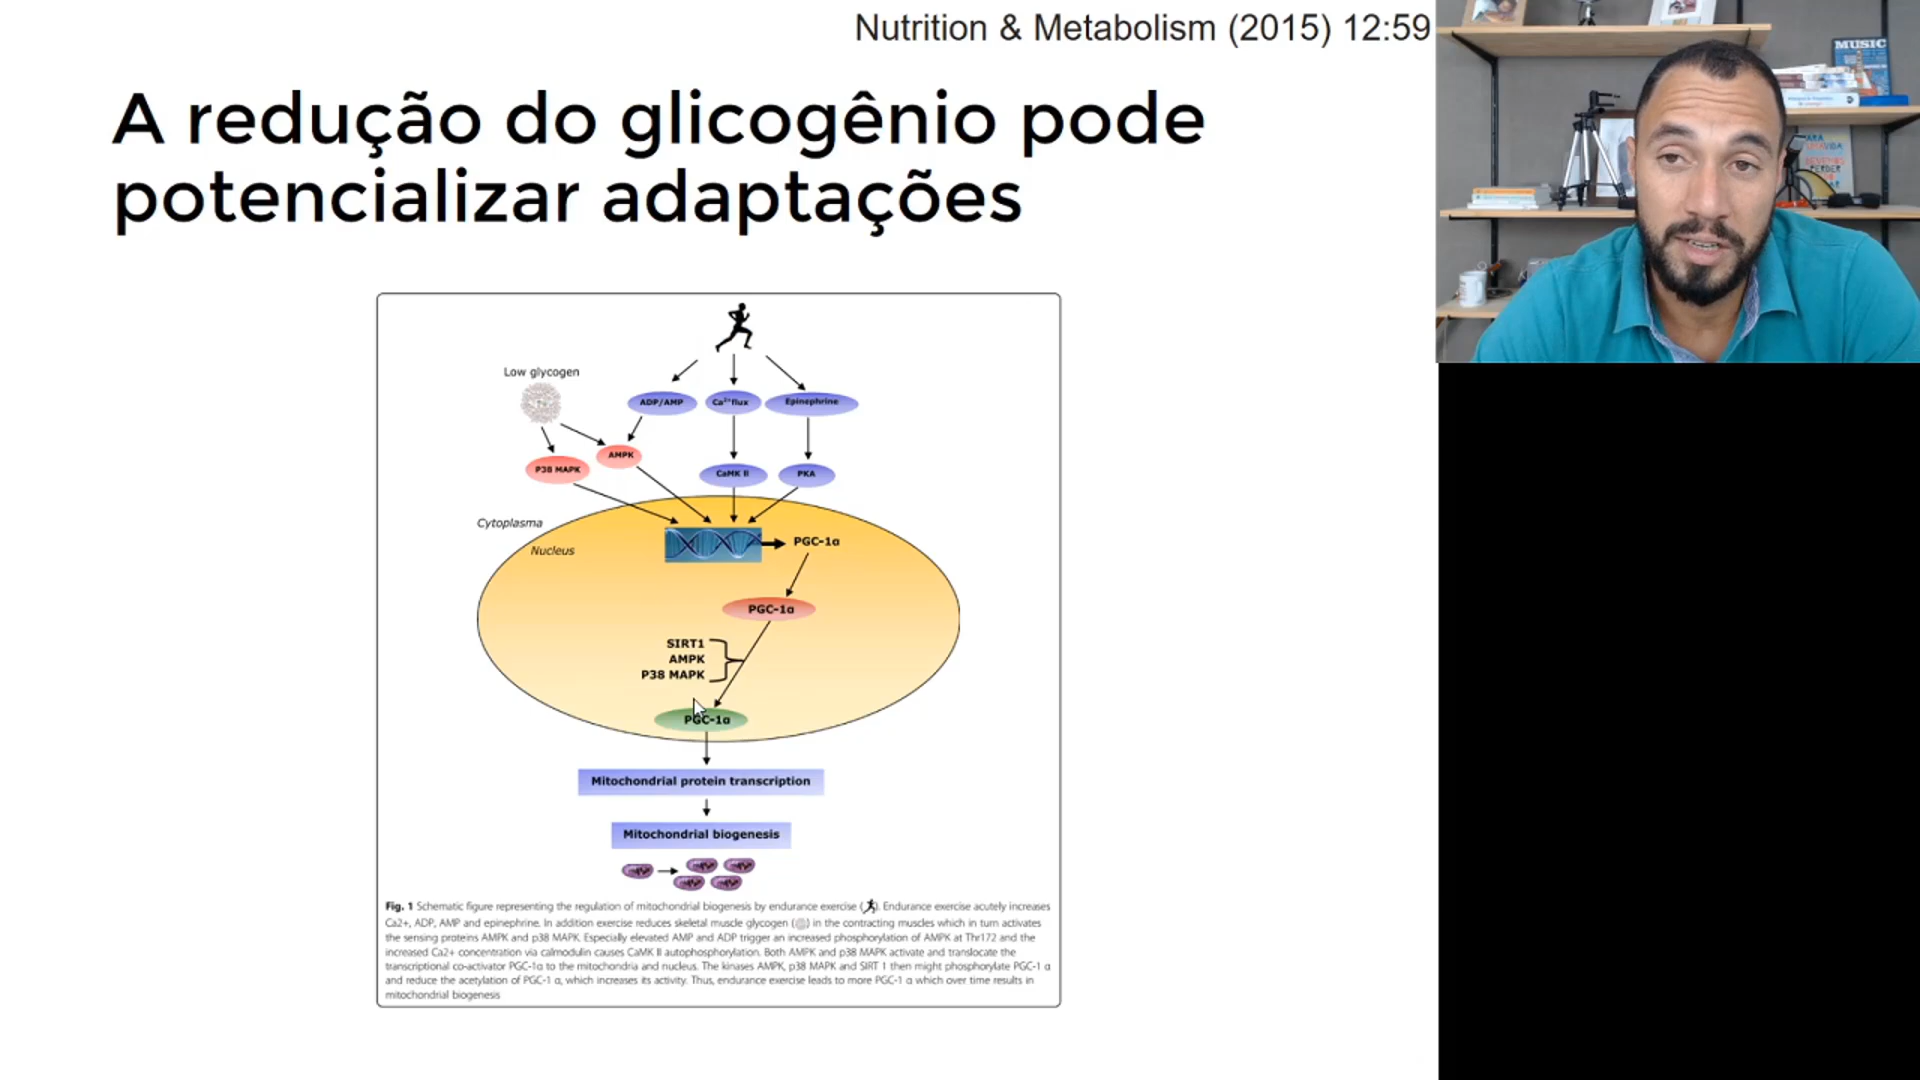 Nutrition & Metabolism (2015) 12:59
A redução do glicogênio pode
potencializar adaptações
MUSIC
Low glycogen
ADP/AMP
Ca²⁺flux
Epinephrine
P38 MAPK
AMPK
CaMK II
PKA
Cytoplasma
Nucleus
PGC-1α
PGC-1α
SIRT1
AMPK
P38 MAPK
PGC-1α
Mitochondrial protein transcription
Mitochondrial biogenesis
Fig. 1 Schematic figure representing the regulation of mitochondrial biogenesis by endurance exercise ( ). Endurance exercise acutely increases
Ca2+, ADP, AMP and epinephrine. In addition exercise reduces skeletal muscle glycogen ( ) in the contracting muscles which in turn activates
the sensing proteins AMPK and p38 MAPK. Especially elevated AMP and ADP trigger an increased phosphorylation of AMPK at Thr172 and the
increased Ca2+ concentration via calmodulin causes CaMK II autophosphorylation. Both AMPK and p38 MAPK activate and translocate the
transcriptional co-activator PGC-1α to the mitochondria and nucleus. The kinases AMPK, p38 MAPK and SIRT 1 then might phosphorylate PGC-1 α
and reduce the acetylation of PGC-1 α, which increases its activity. Thus, endurance exercise leads to more PGC-1 α which over time results in
mitochondrial biogenesis